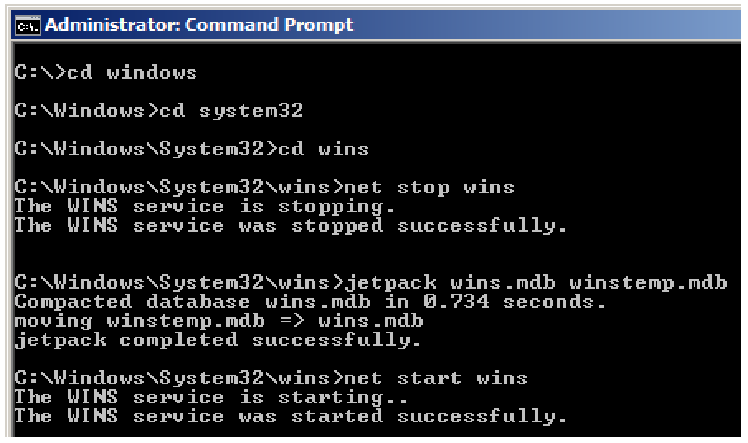 Administrator: Command Prompt
C:\>cd windows
C:\Windows>cd system32
C:\Windows\System32>cd wins
C:\Windows\System32\wins>net stop wins
The WINS service is stopping.
The WINS service was stopped successfully.
C:\Windows\System32\wins>jetpack wins.mdb winstemp.mdb
Compacted database wins.mdb in 0.734 seconds.
moving winstemp.mdb => wins.mdb
jetpack completed successfully.
C:\Windows\System32\wins>net start wins
The WINS service is starting..
The WINS service was started successfully.